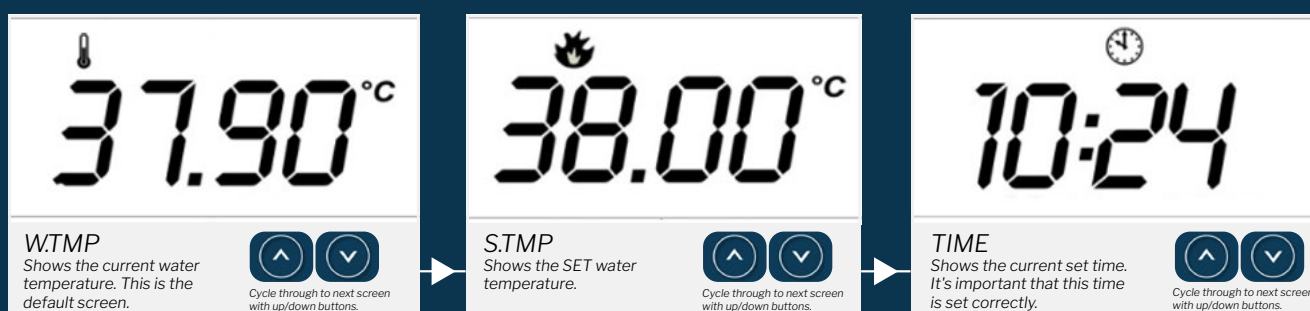 37.90 °C
W.TMP
Shows the current water
temperature. This is the
default screen.
Cycle through to next screen
with up/down buttons.
38.00 °C
S.TMP
Shows the SET water
temperature.
Cycle through to next screen
with up/down buttons.
10:24
TIME
Shows the current set time.
It's important that this time
is set correctly.
Cycle through to next screen
with up/down buttons.